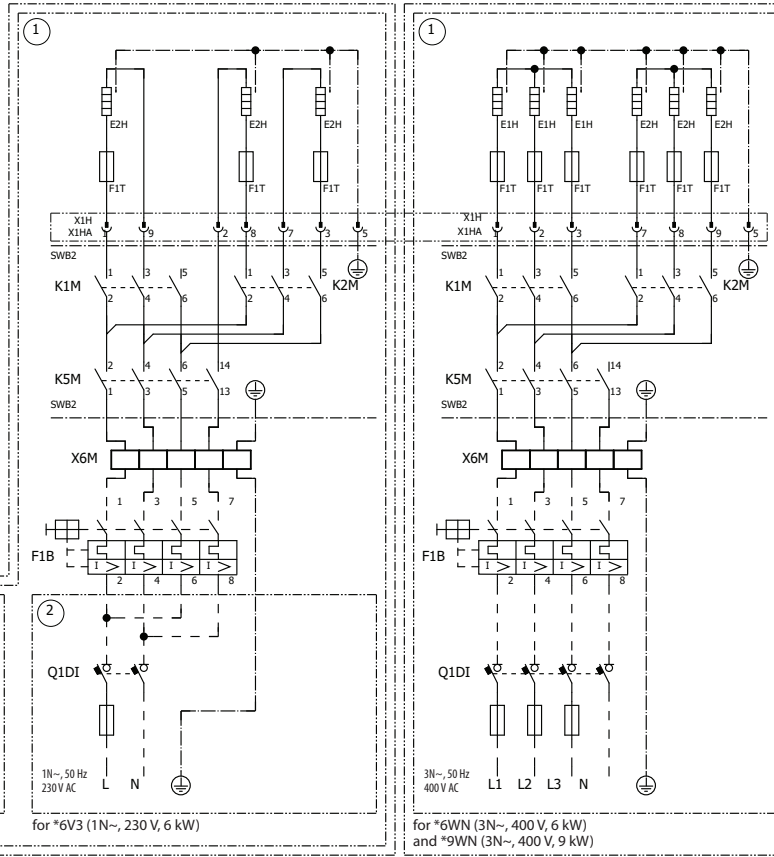 1
E2H E2H E2H
F1T F1T F1T
X1H
X1HA 1 9 2 8 7 3 5
SWB2
1 3 5 1 3 5
K1M K2M
2 4 6 2 4 6
2 4 6 14
K5M
1 3 5 13
SWB2
X6M
1 3 5 7
F1B
I > I > I > I >
2 4 6 8
2
Q1DI
1N~, 50 Hz
230 V AC
L N
for *6V3 (1N~, 230 V, 6 kW)
1
E1H E1H E1H E2H E2H E2H
F1T F1T F1T F1T F1T F1T
X1H
X1HA 1 2 3 7 8 9 5
SWB2
1 3 5 1 3 5
K1M K2M
2 4 6 2 4 6
2 4 6 14
K5M
1 3 5 13
SWB2
X6M
1 3 5 7
F1B
I > I > I > I >
2 4 6 8
Q1DI
3N~, 50 Hz
400 V AC
L1 L2 L3 N
for *6WN (3N~, 400 V, 6 kW)
and *9WN (3N~, 400 V, 9 kW)